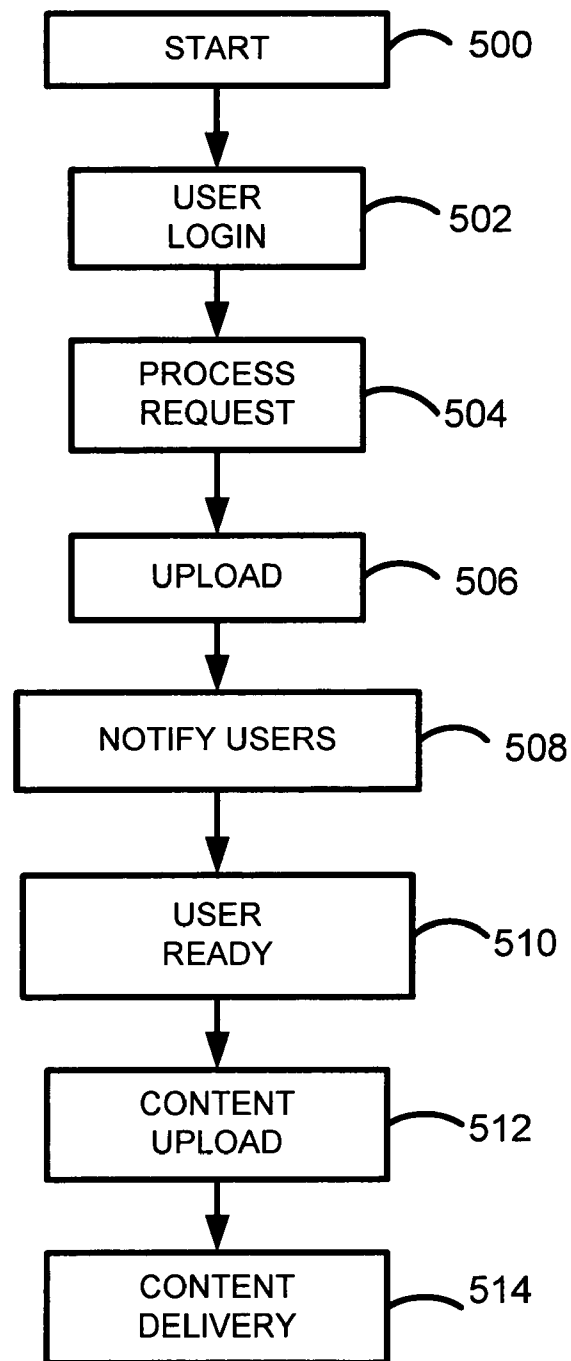 START
500
USER
LOGIN
502
PROCESS
REQUEST
504
UPLOAD
506
NOTIFY USERS
508
USER
READY
510
CONTENT
UPLOAD
512
CONTENT
DELIVERY
514